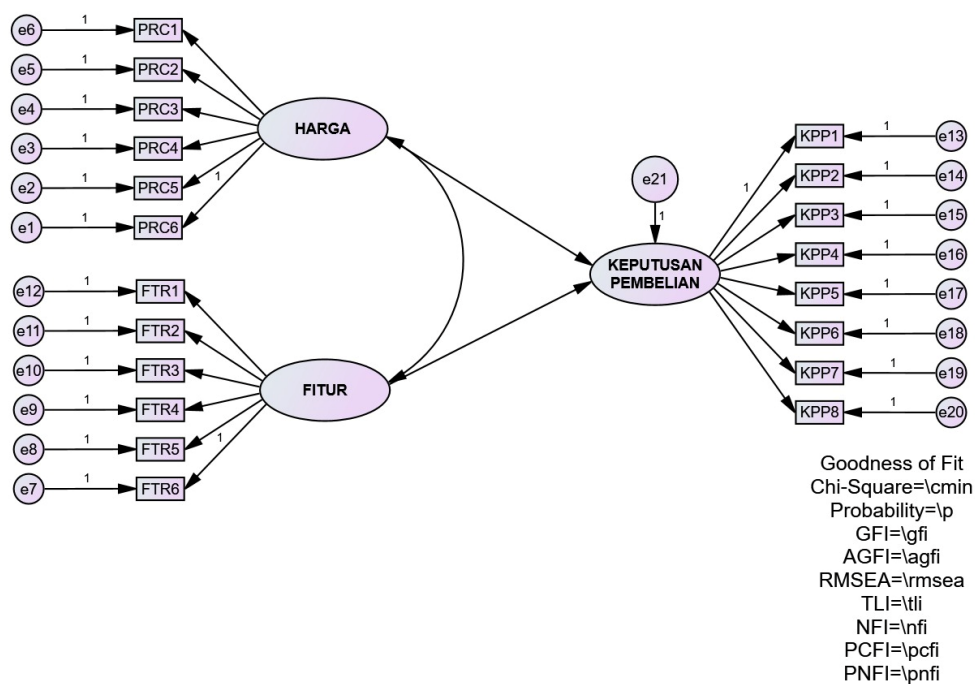 e6 1 PRC1
e5 1 PRC2
e4 1 PRC3
e3 1 PRC4
e2 1 PRC5
1
e1 1 PRC6
HARGA
e12 1 FTR1
e11 1 FTR2
e10 1 FTR3
e9 1 FTR4
e8 1 FTR5
1
e7 1 FTR6
FITUR
e21
1
KEPUTUSAN
PEMBELIAN
1
KPP1 1 e13
KPP2 1 e14
KPP3 1 e15
KPP4 1 e16
KPP5 1 e17
KPP6 1 e18
KPP7 1 e19
KPP8 1 e20
Goodness of Fit
Chi-Square=\cmin
Probability=\p
GFI=\gfi
AGFI=\agfi
RMSEA=\rmsea
TLI=\tli
NFI=\nfi
PCFI=\pcfi
PNFI=\pnfi